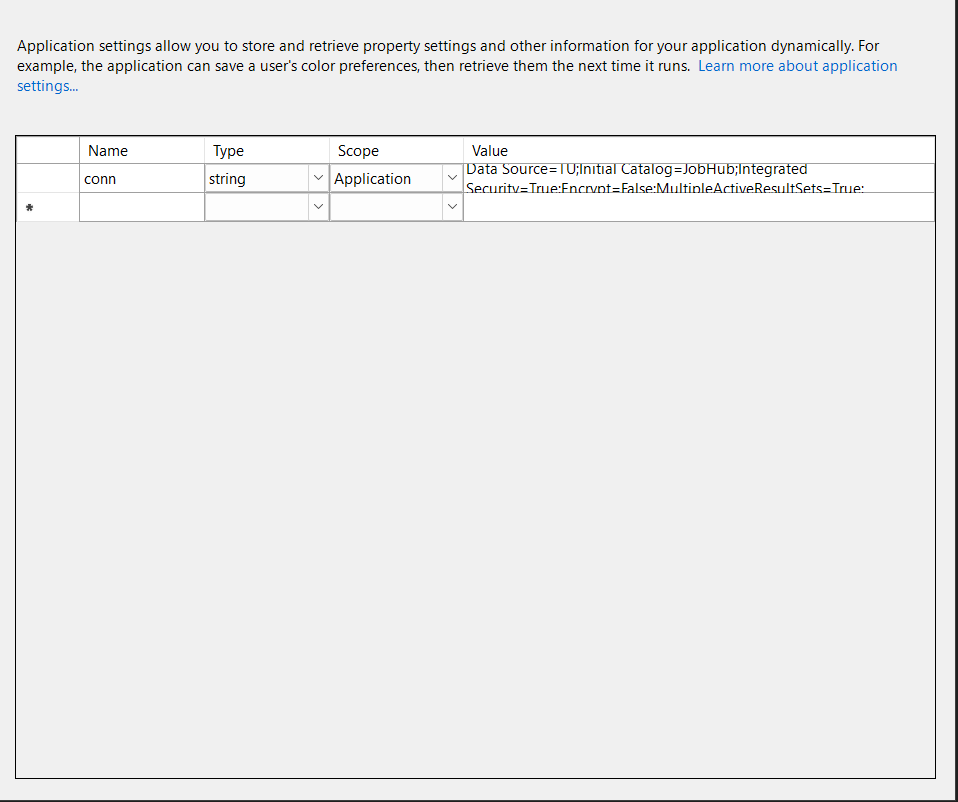 Application settings allow you to store and retrieve property settings and other information for your application dynamically. For
example, the application can save a user's color preferences, then retrieve them the next time it runs. Learn more about application
settings...
Name Type Scope Value
conn string Application Data Source=TU;Initial Catalog=JobHub;Integrated
Security=True;Encrypt=False;MultipleActiveResultSets=True;
*